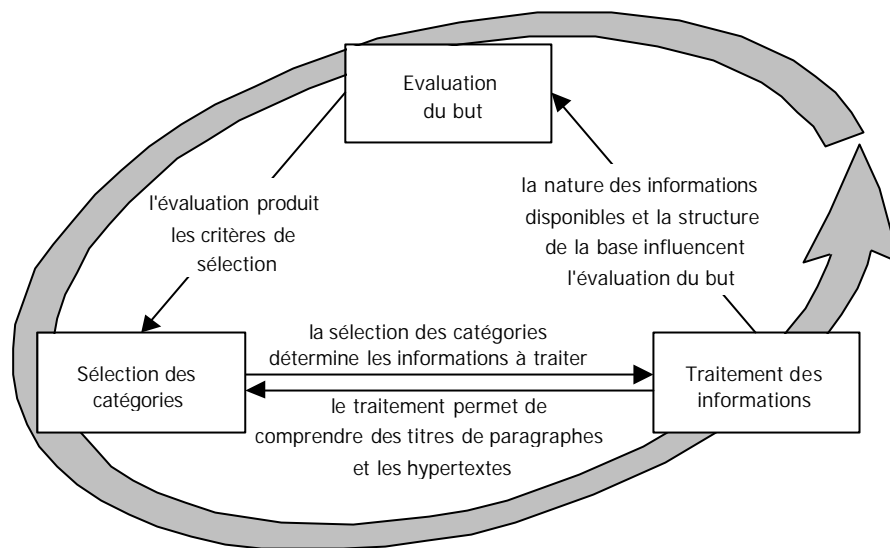 Evaluation
du but
l'évaluation produit
les critères de
sélection
la nature des informations
disponibles et la structure
de la base influencent
l'évaluation du but
la sélection des catégories
détermine les informations à traiter
Sélection des
catégories
Traitement des
informations
le traitement permet de
comprendre des titres de paragraphes
et les hypertextes